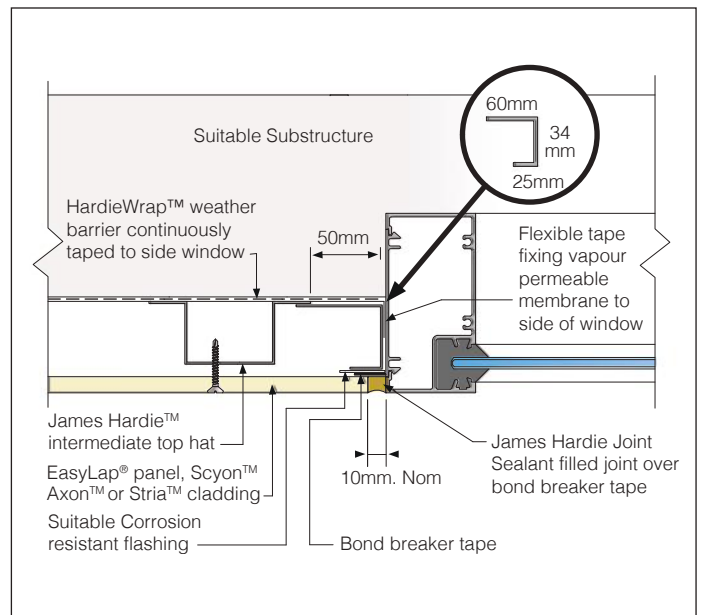 60mm
34
mm
25mm
Suitable Substructure
HardieWrap™ weather
barrier continuously
taped to side window
50mm
Flexible tape
fixing vapour
permeable
membrane to
side of window
James Hardie™
intermediate top hat
EasyLap® panel, Scyon™
Axon™ or Stria™ cladding
Suitable Corrosion
resistant flashing
10mm. Nom
Bond breaker tape
James Hardie Joint
Sealant filled joint over
bond breaker tape